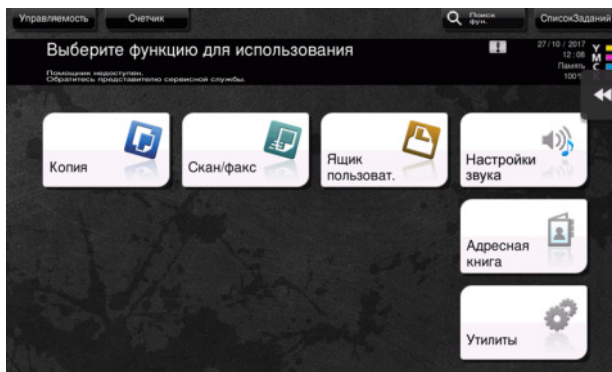 Управляемость
Счетчик
Поиск
фун.
СписокЗаданий
Выберите функцию для использования
Помощник недоступен.
Обратитесь представителю сервисной службы.
27/10/2017
12:08
Память
100%
Y
M
C
Копия
Скан/факс
Ящик
пользоват.
Настройки
звука
Адресная
книга
Утилиты